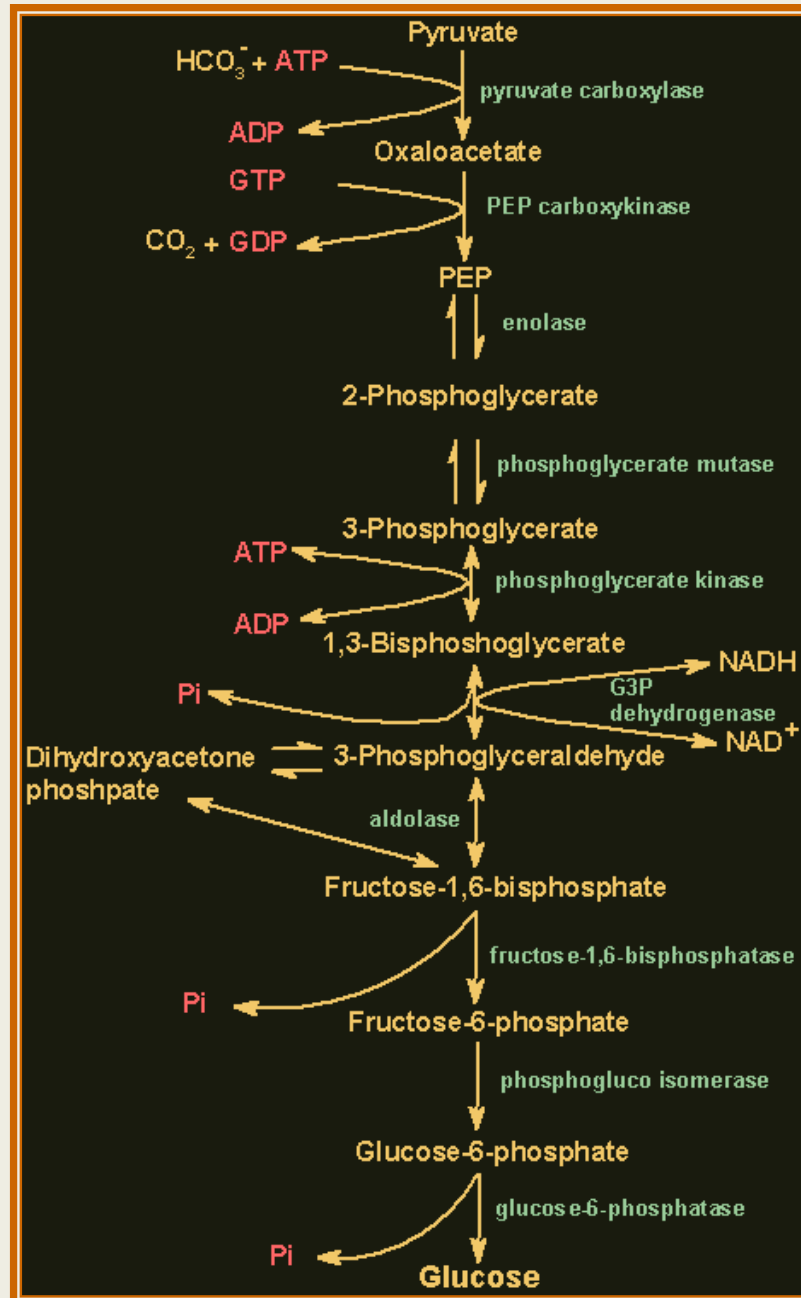 Pyruvate
HCO3- + ATP
pyruvate carboxylase
ADP
Oxaloacetate
GTP
PEP carboxykinase
CO2 + GDP
PEP
enolase
2-Phosphoglycerate
phosphoglycerate mutase
3-Phosphoglycerate
ATP
phosphoglycerate kinase
ADP
1,3-Bisphoshoglycerate
NADH
Pi
G3P
dehydrogenase
NAD+
Dihydroxyacetone
phoshpate
3-Phosphoglyceraldehyde
aldolase
Fructose-1,6-bisphosphate
fructose-1,6-bisphosphatase
Pi
Fructose-6-phosphate
phosphogluco isomerase
Glucose-6-phosphate
glucose-6-phosphatase
Pi
Glucose